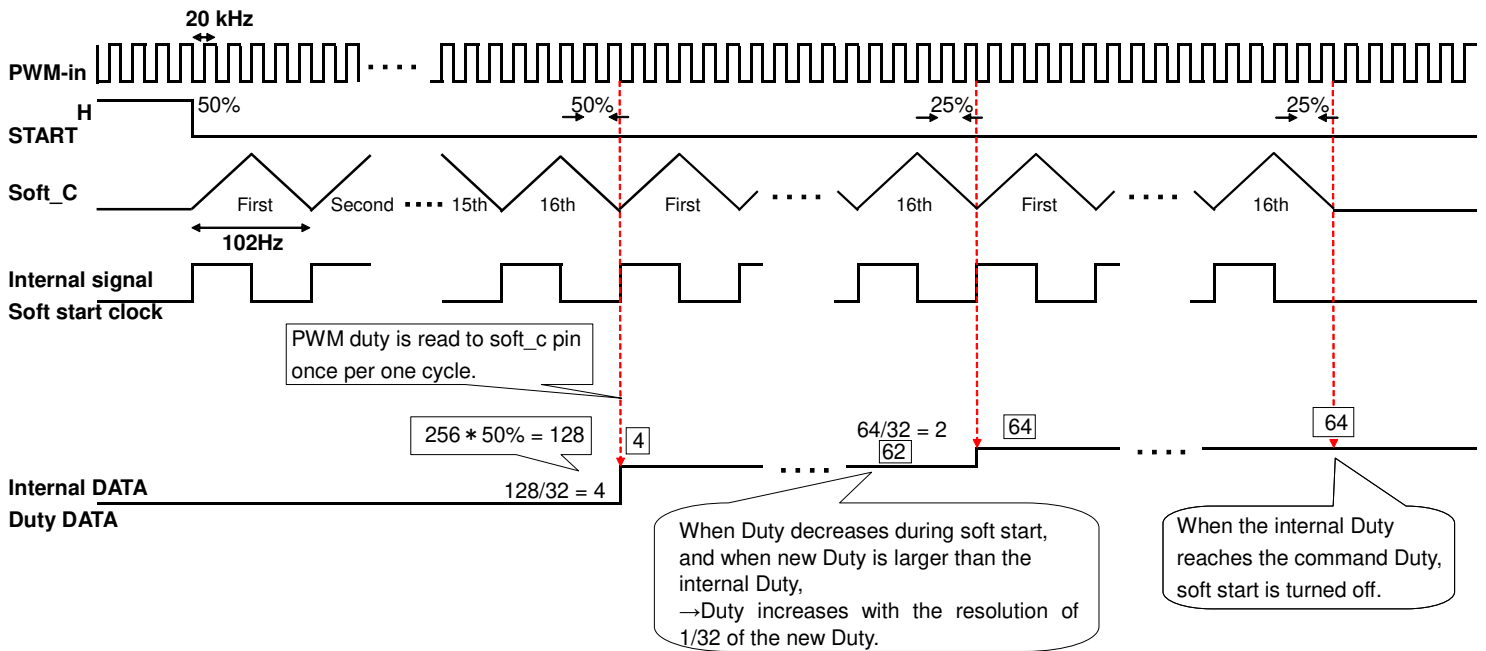 20 kHz
PWM-in
H
50%
50%
25%
25%
START
Soft_C
First
Second
15th
16th
First
16th
First
16th
102Hz
Internal signal
Soft start clock
PWM duty is read to soft_c pin
once per one cycle.
256 * 50% = 128
4
64/32 = 2
62
64
64
128/32 = 4
Internal DATA
Duty DATA
When Duty decreases during soft start,
and when new Duty is larger than the
internal Duty,
→Duty increases with the resolution of
1/32 of the new Duty.
When the internal Duty
reaches the command Duty,
soft start is turned off.